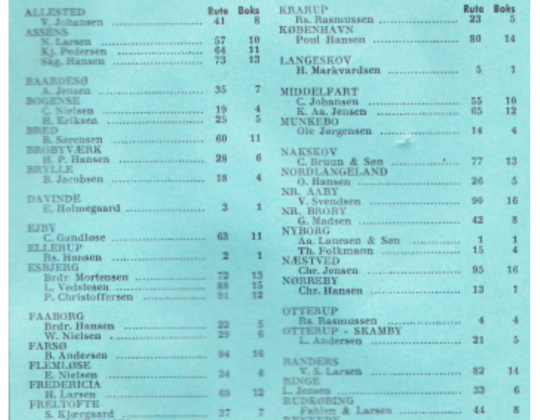 Rute Boks
ALLESTED
V. Johansen 41 8
ASSENS
N. Larsen 57 10
Kj. Pedersen 64 11
Skg. Hansen 73 13
BAARDESØ
A. Jensen 35 7
BOGENSE
C. Nielsen 19 4
H. Eriksen 25 5
BRED
B. Sørensen 60 11
BROBYVÆRK
H. P. Hansen 28 6
BRYLLE
B. Jacobsen 18 4
DAVINDE
E. Holmegaard 3 1
EJBY
C. Gandløse 63 11
ELLERUP
Rs. Hansen 2 1
ESBJERG
Brdr Mortensen 72 13
L. Vedstesen 88 15
P. Christoffersen 91 12
FAABORG
Brdr. Hansen 22 5
W. Nielsen 29 6
FARSØ
B. Andersen 94 16
FLEMLØSE
E. Nielsen 34 6
FREDERICIA
H. Larsen 69 12
FRELTOFTE
S. Kjærgaard 37 7
Rute Boks
KRARUP
Rs. Rasmussen 23 5
KØBENHAVN
Poul Hansen 80 14
LANGESKOV
H. Markvardsen 5 1
MIDDELFART
C. Johansen 55 10
K. Aa. Jensen 65 12
MUNKEBO
Ole Jørgensen 14 4
NAKSKOV
C. Bruun & Søn 77 13
NORDLANGELAND
O. Hansen 26 5
NR. AABY
V. Svendsen 96 16
NR. BROBY
G. Madsen 42 8
NYBORG
Aa. Laursen & Søn 1 1
Th. Folkmann 15 4
NÆSTVED
Chr. Jensen 95 16
NØRREBY
Chr. Hansen 13 1
OTTERUP
Rs. Rasmussen 4 4
OTTERUP - SKAMBY
L. Andersen 21 5
RANDERS
V. S. Larsen 82 14
RINGE
L. Jensen 33 6
RUDKØBING
Fahlen & Larsen 44 8